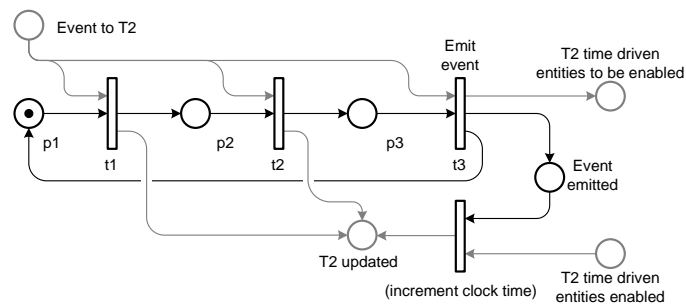 Event to T2
Emit
event
T2 time driven
entities to be enabled
p1
t1
p2
t2
p3
t3
Event
emitted
T2 updated
(increment clock time)
T2 time driven
entities enabled